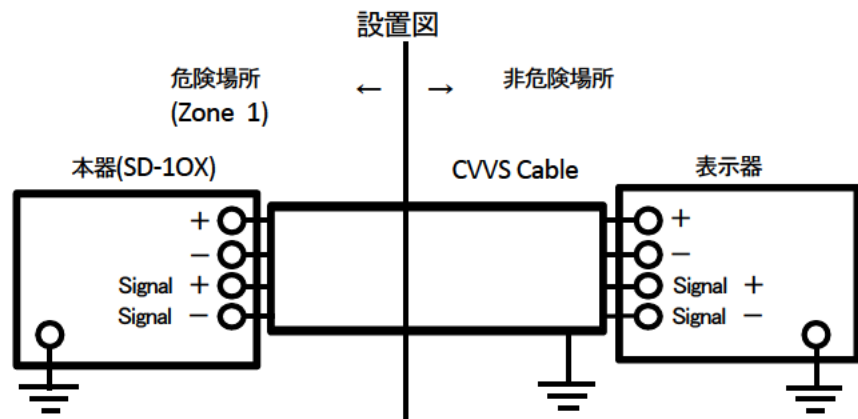 設置図
危険場所
(Zone 1)
← →
非危険場所
本器(SD-1OX)
CVVS Cable
表示器
+
−
Signal +
Signal −
+
−
Signal +
Signal −